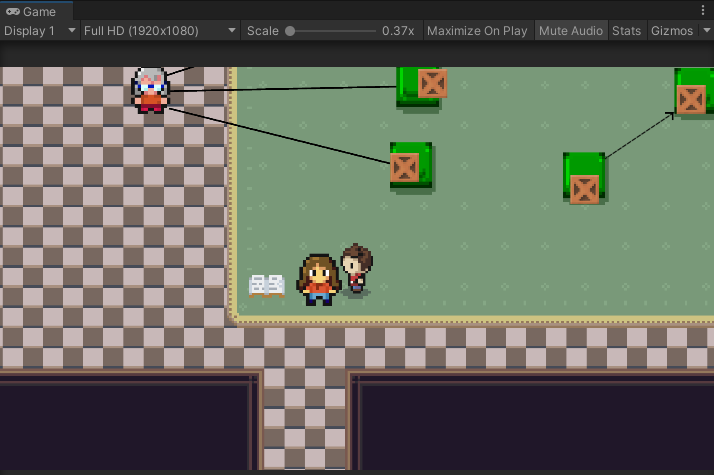 Game
Display 1 Full HD (1920x1080) Scale 0.37x Maximize On Play Mute Audio Stats Gizmos